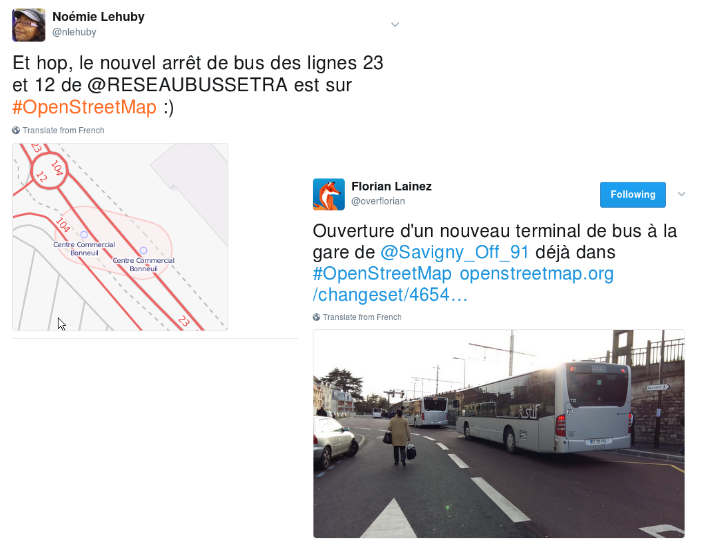 Noémie Lehuby
@nlehuby
Et hop, le nouvel arrêt de bus des lignes 23
et 12 de @RESEAUBUSSETRA est sur
#OpenStreetMap :)
Translate from French
23
104
12
104
Centre Commercial
Bonneuil
Centre Commercial
Bonneuil
23
Florian Lainez
@overflorian
Following
Ouverture d'un nouveau terminal de bus à la
gare de @Savigny_Off_91 déjà dans
#OpenStreetMap openstreetmap.org
/changeset/4654…
Translate from French
stif